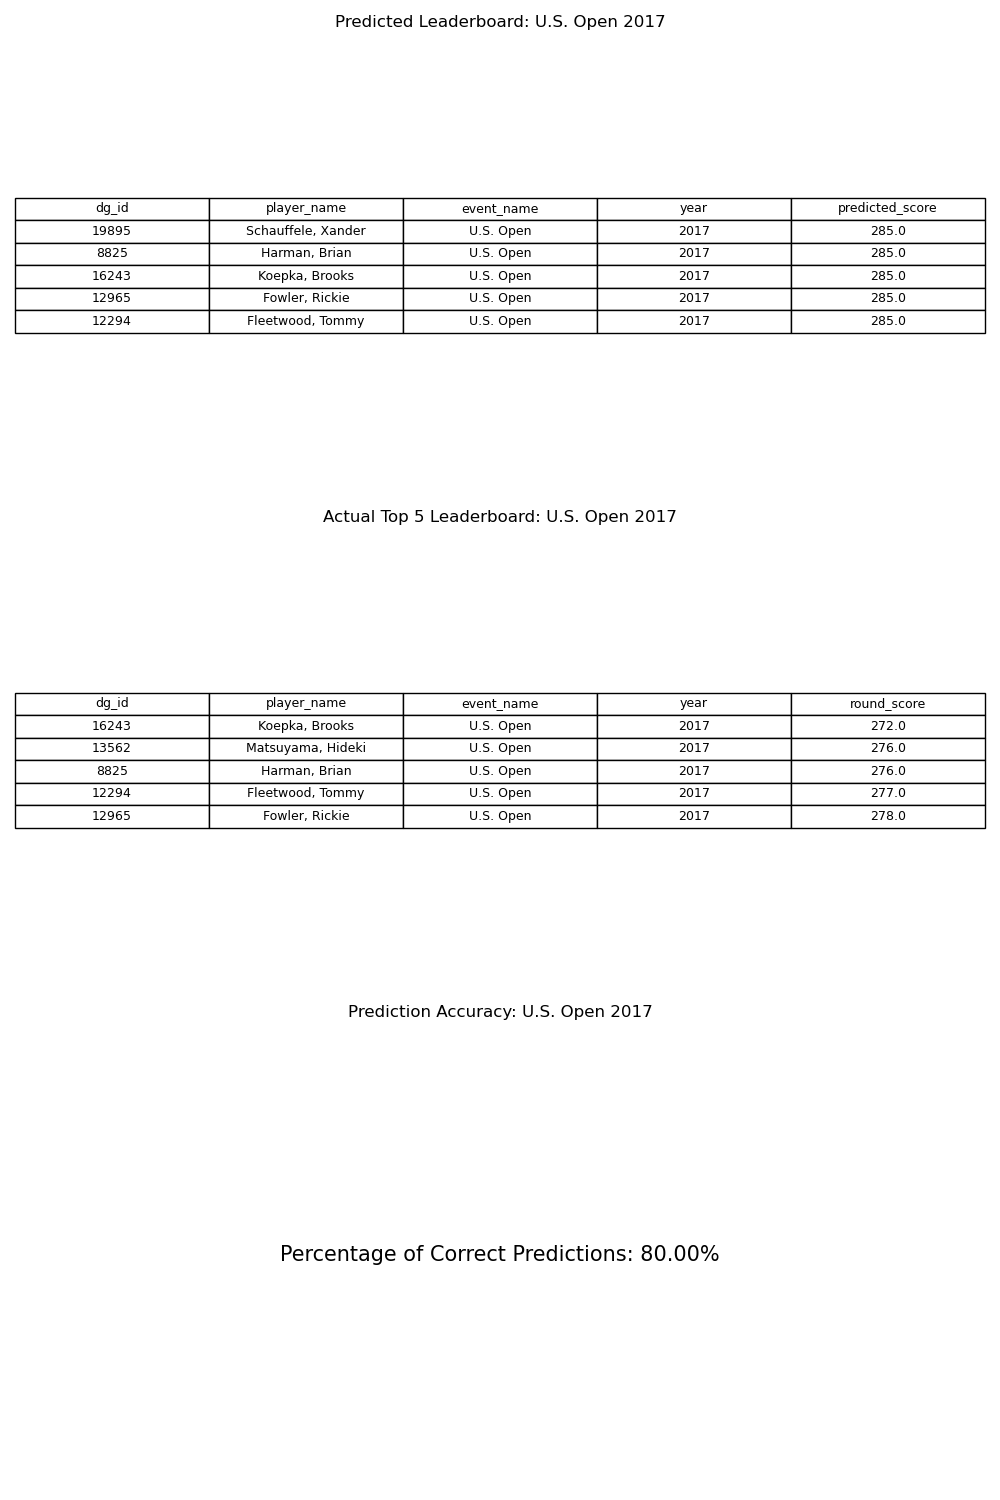 Predicted Leaderboard: U.S. Open 2017
dg_id player_name event_name year predicted_score
19895 Schauffele, Xander U.S. Open 2017 285.0
8825 Harman, Brian U.S. Open 2017 285.0
16243 Koepka, Brooks U.S. Open 2017 285.0
12965 Fowler, Rickie U.S. Open 2017 285.0
12294 Fleetwood, Tommy U.S. Open 2017 285.0
Actual Top 5 Leaderboard: U.S. Open 2017
dg_id player_name event_name year round_score
16243 Koepka, Brooks U.S. Open 2017 272.0
13562 Matsuyama, Hideki U.S. Open 2017 276.0
8825 Harman, Brian U.S. Open 2017 276.0
12294 Fleetwood, Tommy U.S. Open 2017 277.0
12965 Fowler, Rickie U.S. Open 2017 278.0
Prediction Accuracy: U.S. Open 2017
Percentage of Correct Predictions: 80.00%